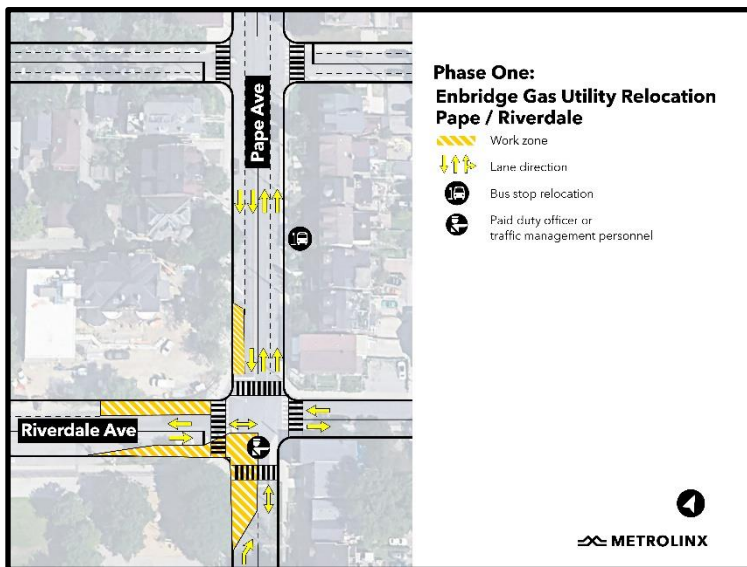 Phase One:
Enbridge Gas Utility Relocation
Pape / Riverdale
Work zone
Lane direction
Bus stop relocation
Paid duty officer or
traffic management personnel
Pape Ave
Riverdale Ave
METROLINX